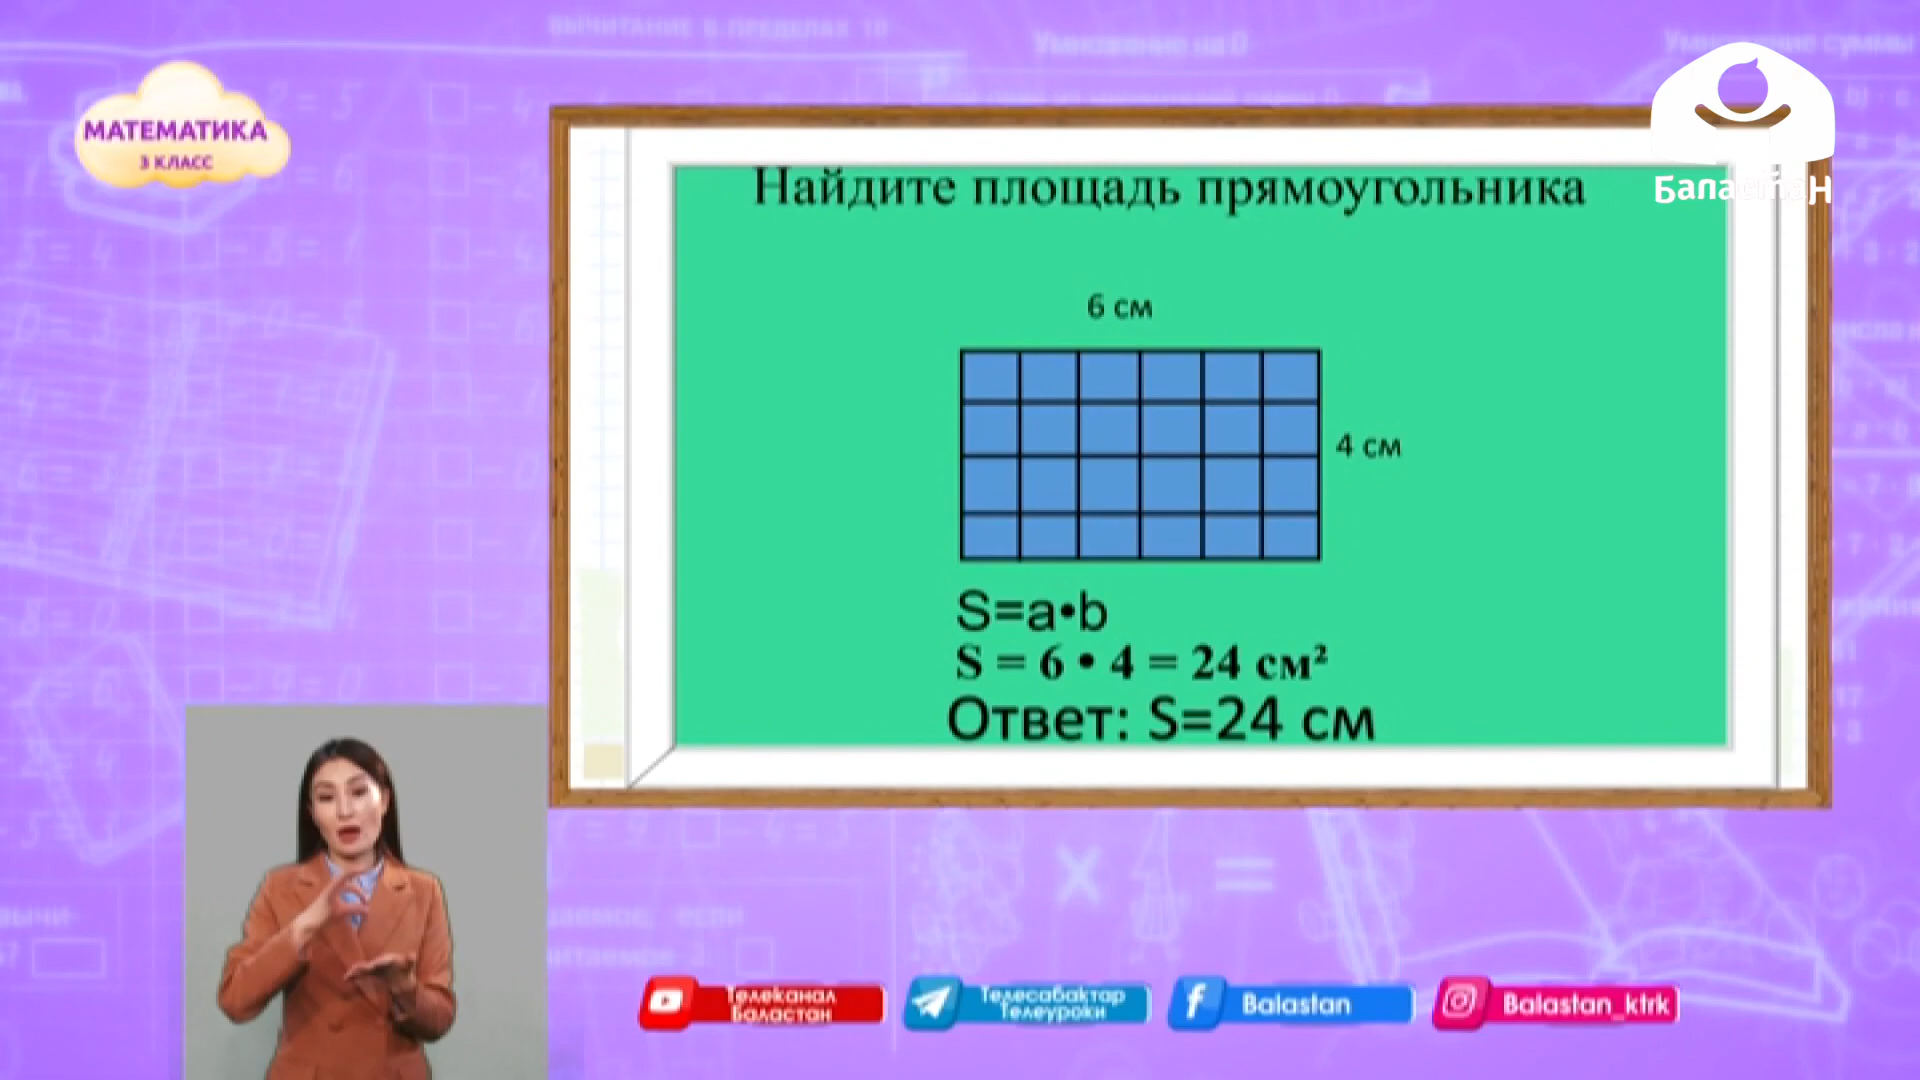 МАТЕМАТИКА
3 КЛАСС
Баластан
Найдите площадь прямоугольника
6 см
4 см
S=a•b
S = 6 • 4 = 24 см²
Ответ: S=24 см
Телеканал
Баластан
Телесабактар
Телеуроки
Balastan
Balastan_ktrk